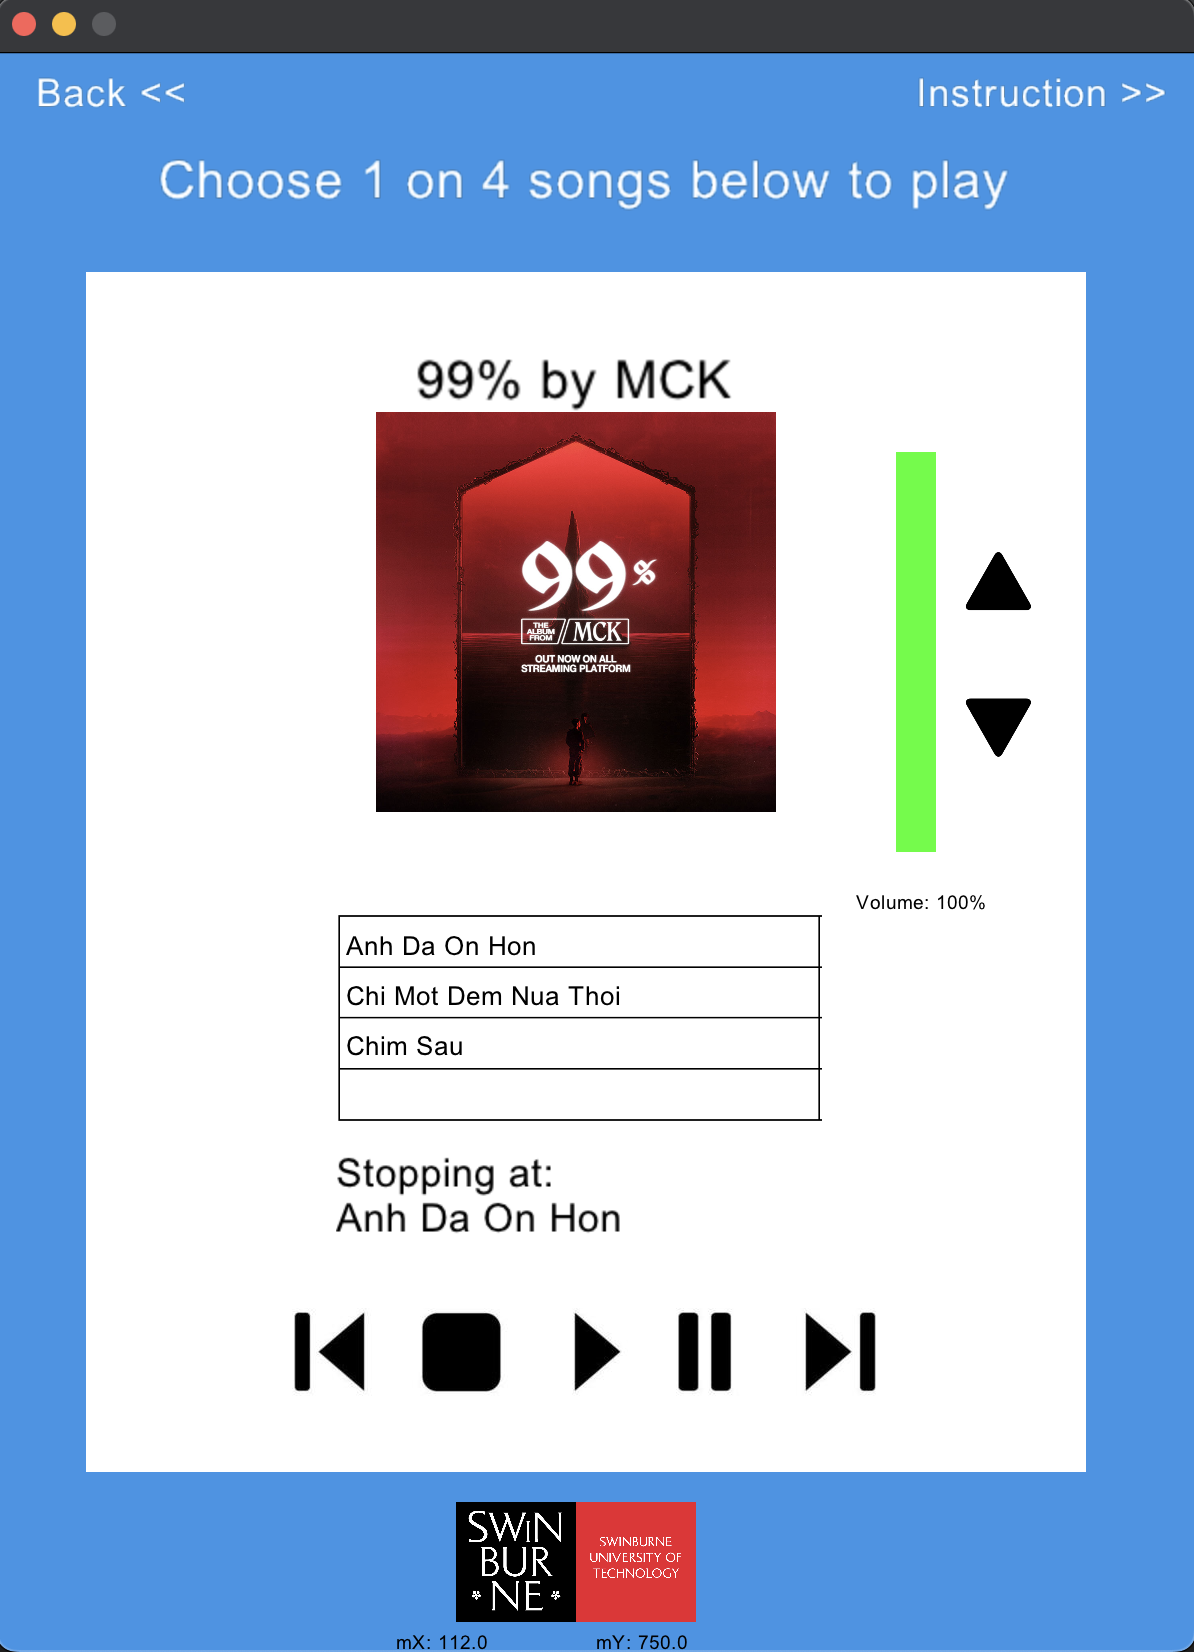 Back <<
Instruction >>
Choose 1 on 4 songs below to play
99% by MCK
99%
THE ALBUM FROM // MCK
OUT NOW ON ALL
STREAMING PLATFORM
Volume: 100%
Anh Da On Hon
Chi Mot Dem Nua Thoi
Chim Sau
Stopping at:
Anh Da On Hon
SWIN
BUR
NE
SWINBURNE
UNIVERSITY OF
TECHNOLOGY
mX: 112.0
mY: 750.0